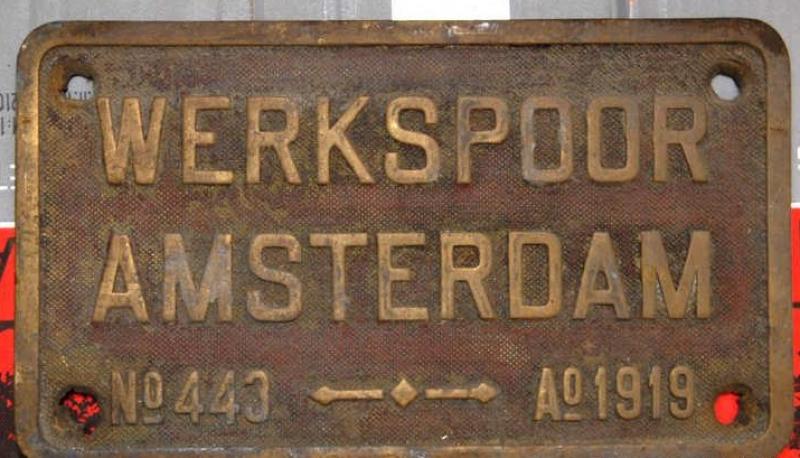 WERKSPOOR
AMSTERDAM
No 443 Ao 1919